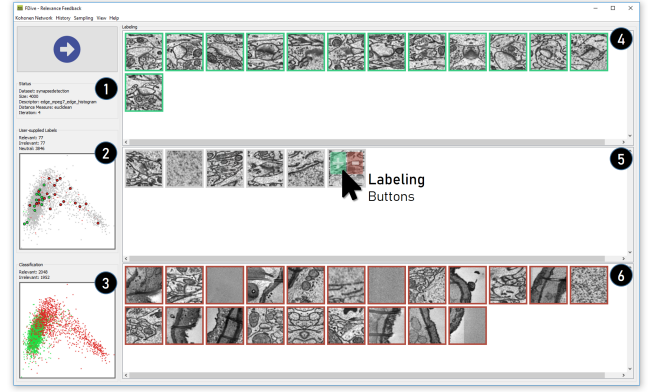 FDive - Relevance Feedback
Kohonen Network History Sampling View Help
Labeling
4
Status
1
Dataset: synapsedetection
Size: 4000
Descriptor: edge_mpeg7_edge_histogram
Distance Measure: euclidean
Iteration: 4
User-supplied Labels
Relevant: 77
Irrelevant: 77
Neutral: 3846
2
5
Labeling
Buttons
Classification
Relevant: 2048
Irrelevant: 1952
3
6